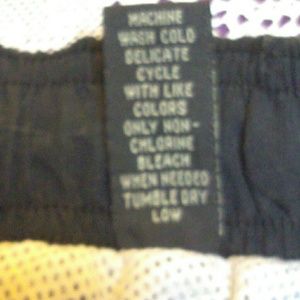 MACHINE
WASH COLD
DELICATE
CYCLE
WITH LIKE
COLORS
ONLY NON-
CHLORINE
BLEACH
WHEN NEEDED
TUMBLE DRY
LOW